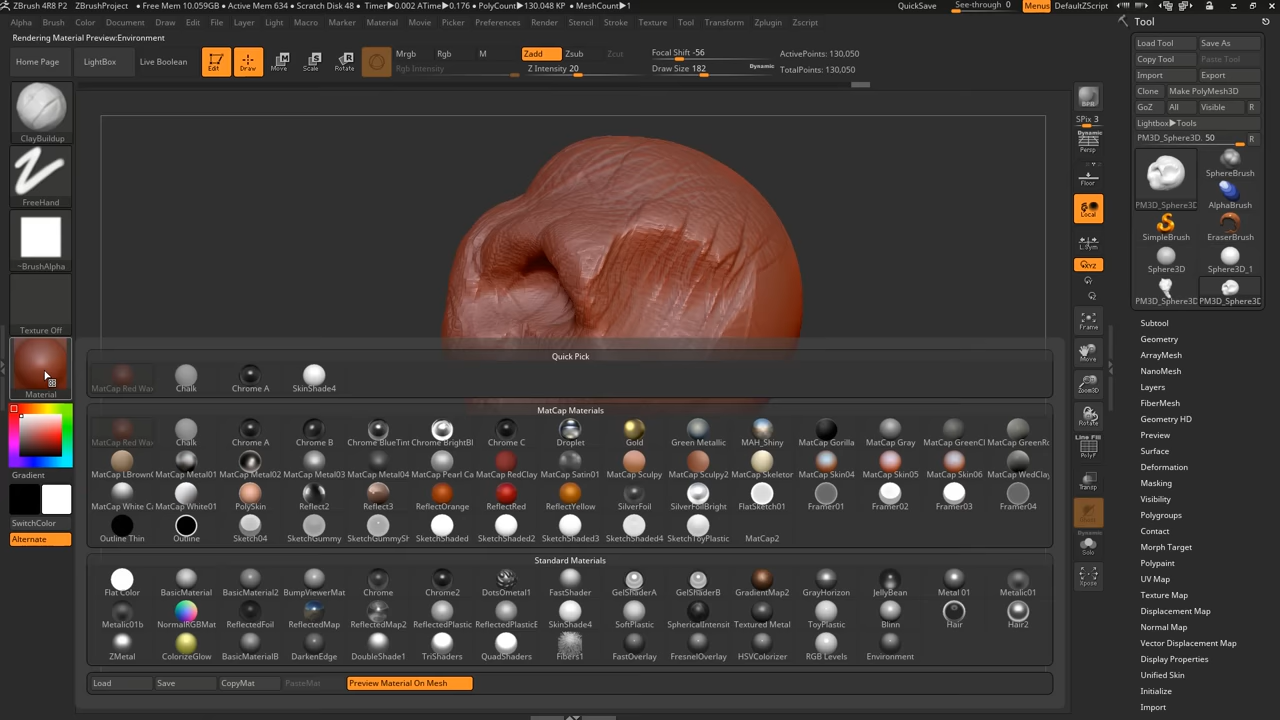 ZBrush 4R8 P2 ZBrushProject • Free Mem 10.059GB • Active Mem 634 • Scratch Disk 48 • Timer▶0.002 ATime▶0.176 • PolyCount▶130.048 KP • MeshCount▶1 QuickSave See-through 0 Menus DefaultZScript
Alpha Brush Color Document Draw Edit File Layer Light Macro Marker Material Movie Picker Preferences Render Stencil Stroke Texture Tool Transform Zplugin Zscript
Rendering Material Preview:Environment
Home Page LightBox Live Boolean Edit Draw Move Scale Rotate
Mrgb Rgb M Zadd Zsub Zcut Focal Shift -56 ActivePoints: 130,050
Rgb Intensity Z Intensity 20 Draw Size 182 Dynamic TotalPoints: 130,050
ClayBuildup
FreeHand
~BrushAlpha
Texture Off
Material
Gradient
SwitchColor
Alternate
Quick Pick
MatCap Red Wax Chalk Chrome A SkinShade4
MatCap Materials
MatCap Red Wax Chalk Chrome A Chrome B Chrome BlueTint Chrome BrightBl Chrome C Droplet Gold Green Metallic MAH_Shiny MatCap Gorilla MatCap Gray MatCap GreenCl MatCap GreenRo
MatCap LBrown0 MatCap Metal01 MatCap Metal02 MatCap Metal03 MatCap Metal04 MatCap Pearl Ca MatCap RedClay MatCap Satin01 MatCap Sculpy MatCap Sculpy2 MatCap Skeletor MatCap Skin04 MatCap Skin05 MatCap Skin06 MatCap WedClay
MatCap White Ca MatCap White01 PolySkin Reflect2 Reflect3 ReflectOrange ReflectRed ReflectYellow SilverFoil SilverFoilBright FlatSketch01 Framer01 Framer02 Framer03 Framer04
Outline Thin Outline Sketch04 SketchGummy SketchGummySh SketchShaded SketchShaded2 SketchShaded3 SketchShaded4 SketchToyPlastic MatCap2
Standard Materials
Flat Color BasicMaterial BasicMaterial2 BumpViewerMat Chrome Chrome2 DotsOmetal1 FastShader GelShaderA GelShaderB GradientMap2 GrayHorizon JellyBean Metal 01 Metalic01
Metalic01b NormalRGBMat ReflectedFoil ReflectedMap ReflectedMap2 ReflectedPlastic ReflectedPlasticE SkinShade4 SoftPlastic SphericalIntensit Textured Metal ToyPlastic Blinn Hair Hair2
ZMetal ColorizeGlow BasicMaterialB DarkenEdge DoubleShade1 TriShaders QuadShaders Fibers1 FastOverlay FresnelOverlay HSVColorizer RGB Levels Environment
Load Save CopyMat PasteMat Preview Material On Mesh
BPR
SPix 3
Dynamic
Persp
Floor
Local
L.Sym
XYZ
Frame
Move
Zoom3D
Rotate
Line Fill
PolyF
Transp
Dynamic
Solo
Xpose
Tool
Load Tool Save As
Copy Tool Paste Tool
Import Export
Clone Make PolyMesh3D
GoZ All Visible R
Lightbox▶Tools
PM3D_Sphere3D. 50 R
PM3D_Sphere3D SphereBrush
AlphaBrush
SimpleBrush EraserBrush
Sphere3D Sphere3D_1
PM3D_Sphere3D PM3D_Sphere3D
Subtool
Geometry
ArrayMesh
NanoMesh
Layers
FiberMesh
Geometry HD
Preview
Surface
Deformation
Masking
Visibility
Polygroups
Contact
Morph Target
Polypaint
UV Map
Texture Map
Displacement Map
Normal Map
Vector Displacement Map
Display Properties
Unified Skin
Initialize
Import